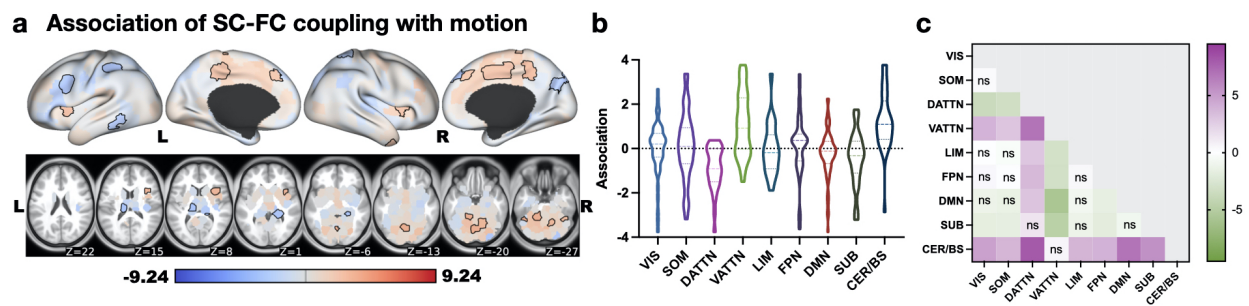 a Association of SC-FC coupling with motion
L
R
L
R
Z=22
Z=15
Z=8
Z=1
Z=-6
Z=-13
Z=-20
Z=-27
-9.24
9.24
b
Association
4
2
0
-2
-4
VIS
SOM
DATTN
VATTN
LIM
FPN
DMN
SUB
CER/BS
c
VIS
SOM ns
DATTN
VATTN
LIM ns ns
FPN ns ns
DMN ns ns ns
SUB ns ns ns
CER/BS ns
VIS
SOM
DATTN
VATTN
LIM
FPN
DMN
SUB
CER/BS
5
0
-5